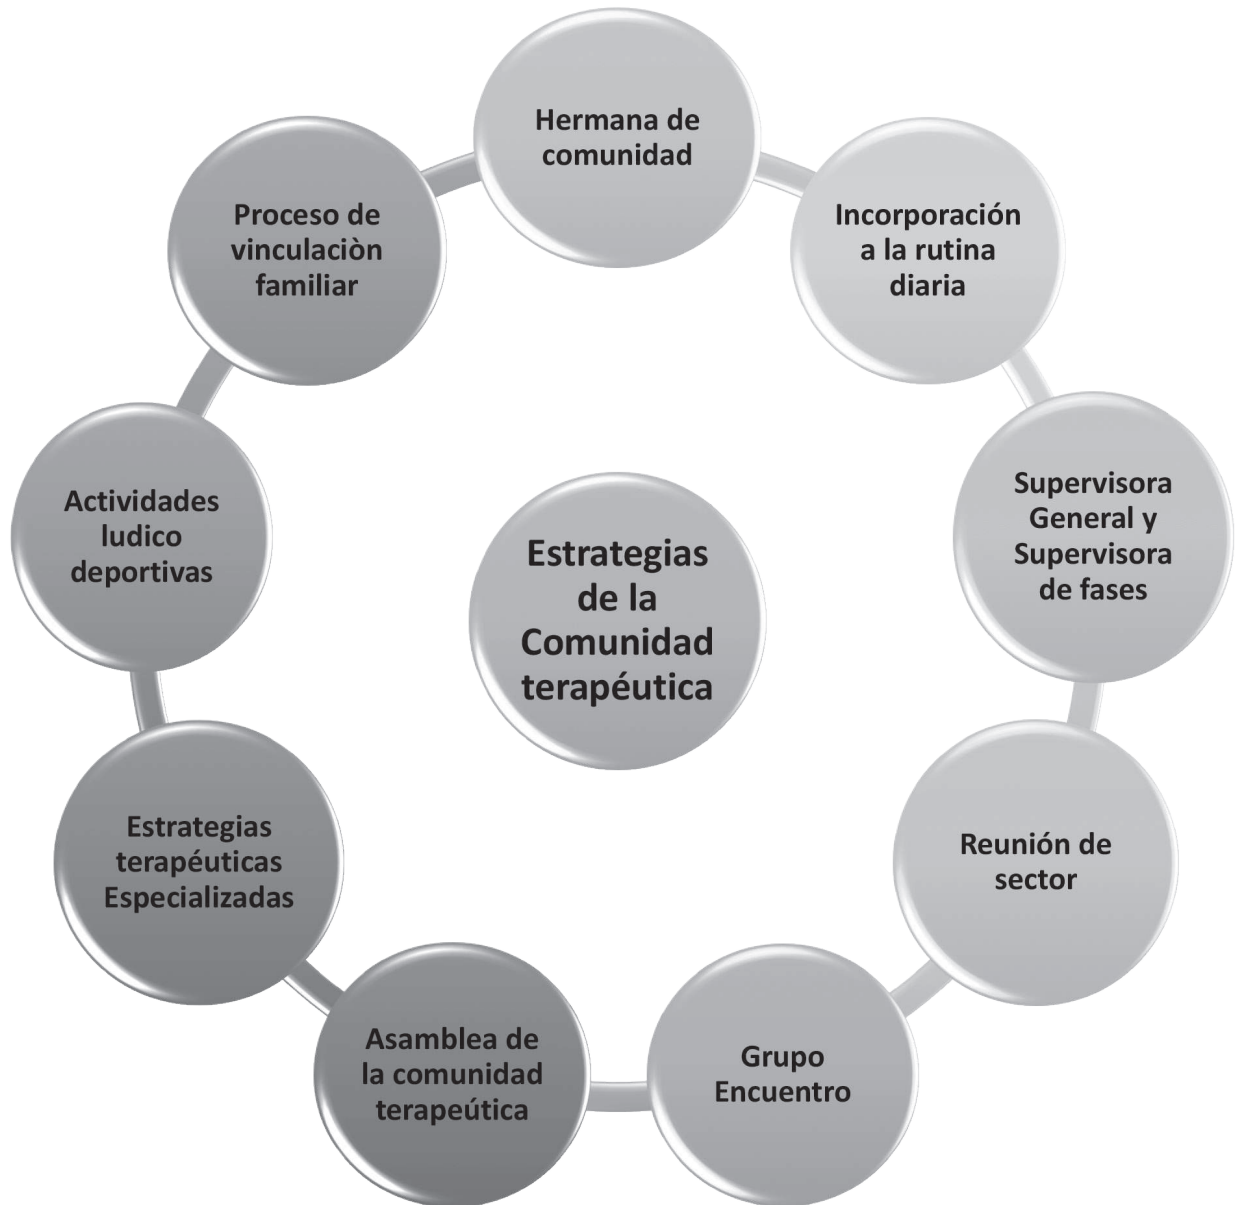 Hermana de
comunidad
Incorporación
a la rutina
diaria
Supervisora
General y
Supervisora
de fases
Reunión de
sector
Grupo
Encuentro
Asamblea de
la comunidad
terapeútica
Estrategias
terapéuticas
Especializadas
Actividades
ludico
deportivas
Proceso de
vinculaciòn
familiar
Estrategias
de la
Comunidad
terapéutica